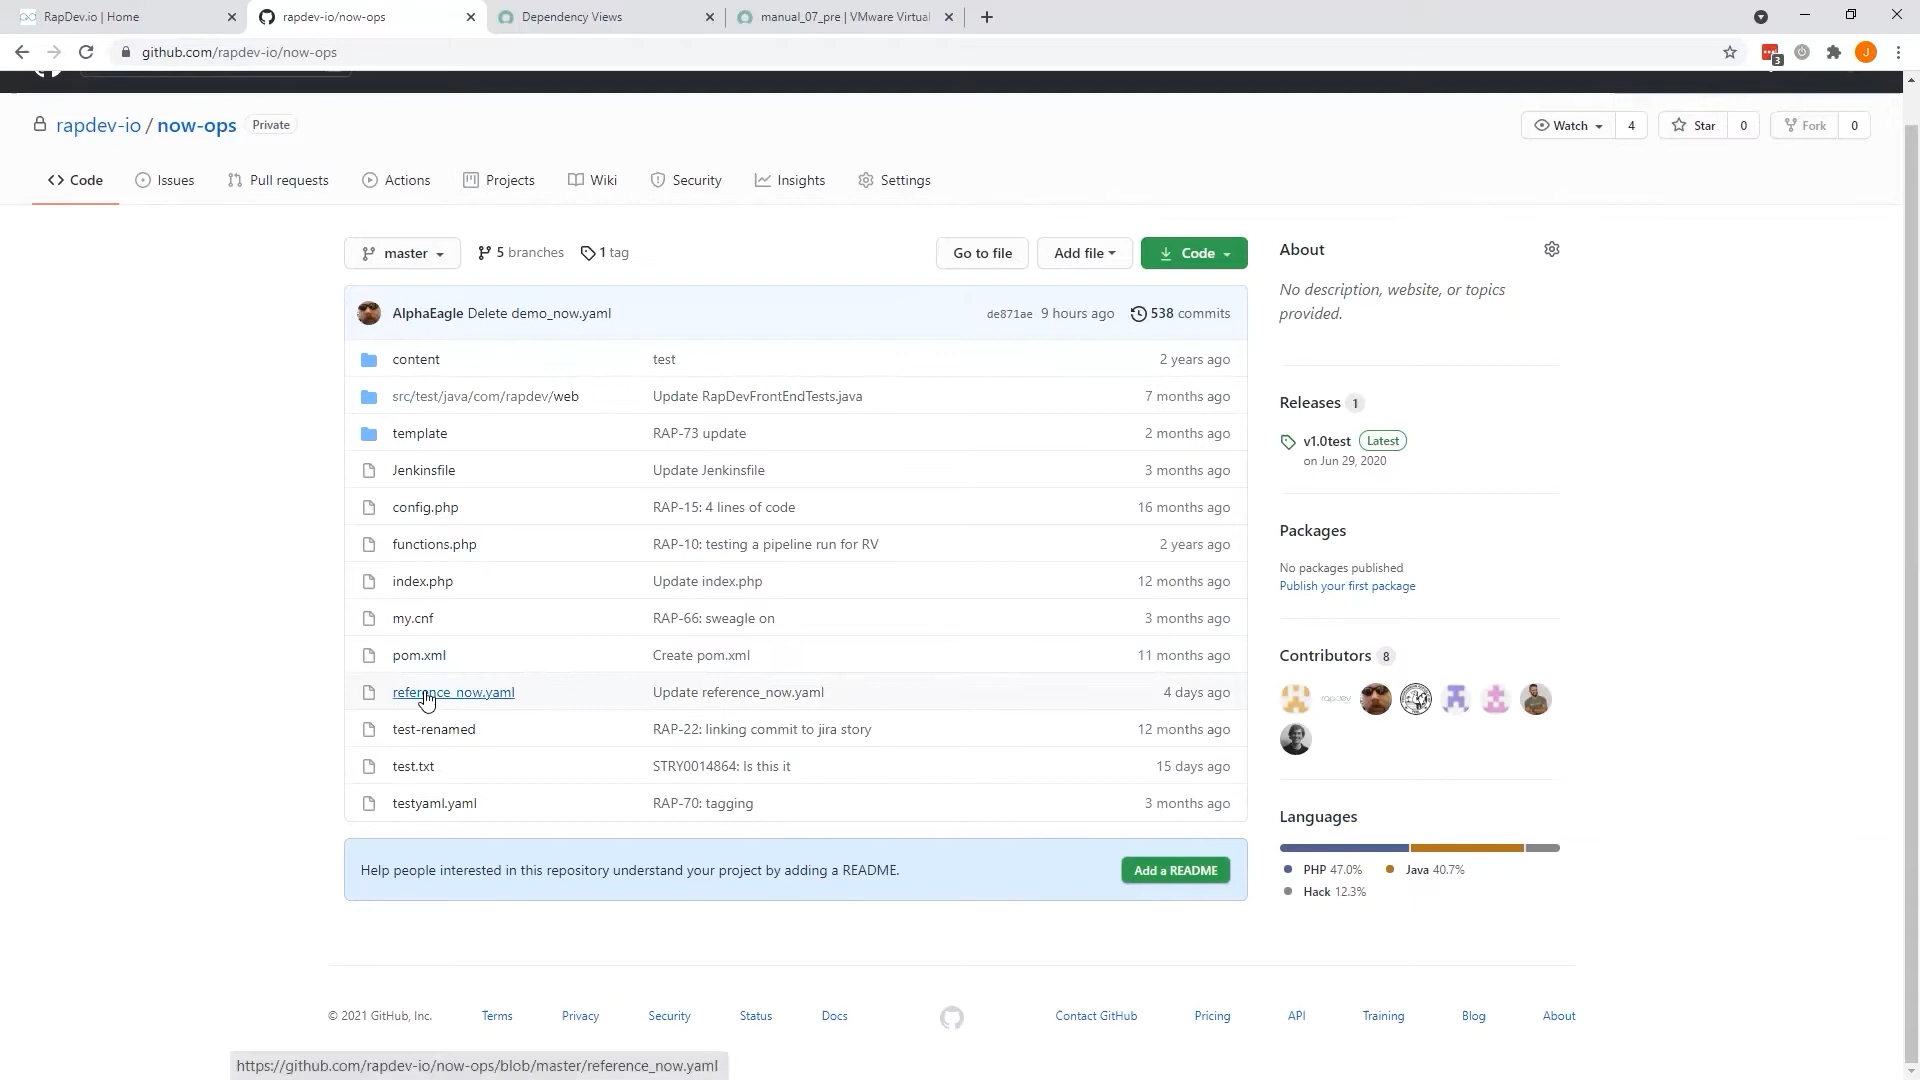 RapDev.io | Home
rapdev-io/now-ops
Dependency Views
manual_07_pre | VMware Virtual
github.com/rapdev-io/now-ops
3
J
rapdev-io / now-ops Private
Watch 4
Star 0
Fork 0
Code
Issues
Pull requests
Actions
Projects
Wiki
Security
Insights
Settings
master
5 branches
1 tag
Go to file
Add file
Code
AlphaEagle Delete demo_now.yaml de871ae 9 hours ago 538 commits
content test 2 years ago
src/test/java/com/rapdev/web Update RapDevFrontEndTests.java 7 months ago
template RAP-73 update 2 months ago
Jenkinsfile Update Jenkinsfile 3 months ago
config.php RAP-15: 4 lines of code 16 months ago
functions.php RAP-10: testing a pipeline run for RV 2 years ago
index.php Update index.php 12 months ago
my.cnf RAP-66: sweagle on 3 months ago
pom.xml Create pom.xml 11 months ago
reference_now.yaml Update reference_now.yaml 4 days ago
test-renamed RAP-22: linking commit to jira story 12 months ago
test.txt STRY0014864: Is this it 15 days ago
testyaml.yaml RAP-70: tagging 3 months ago
Help people interested in this repository understand your project by adding a README.
Add a README
About
No description, website, or topics
provided.
Releases 1
v1.0test Latest
on Jun 29, 2020
Packages
No packages published
Publish your first package
Contributors 8
rapdev
Languages
PHP 47.0% Java 40.7%
Hack 12.3%
© 2021 GitHub, Inc.
Terms
Privacy
Security
Status
Docs
Contact GitHub
Pricing
API
Training
Blog
About
https://github.com/rapdev-io/now-ops/blob/master/reference_now.yaml